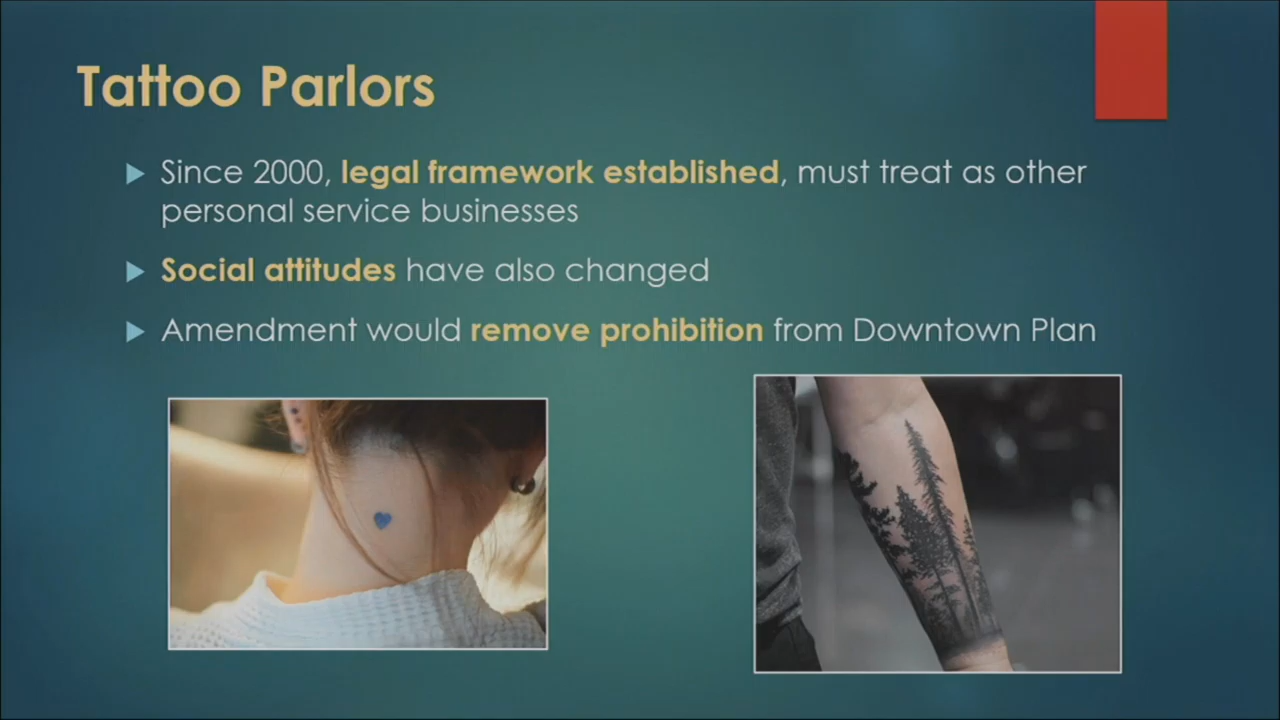 Tattoo Parlors
Since 2000, legal framework established, must treat as other
personal service businesses
Social attitudes have also changed
Amendment would remove prohibition from Downtown Plan